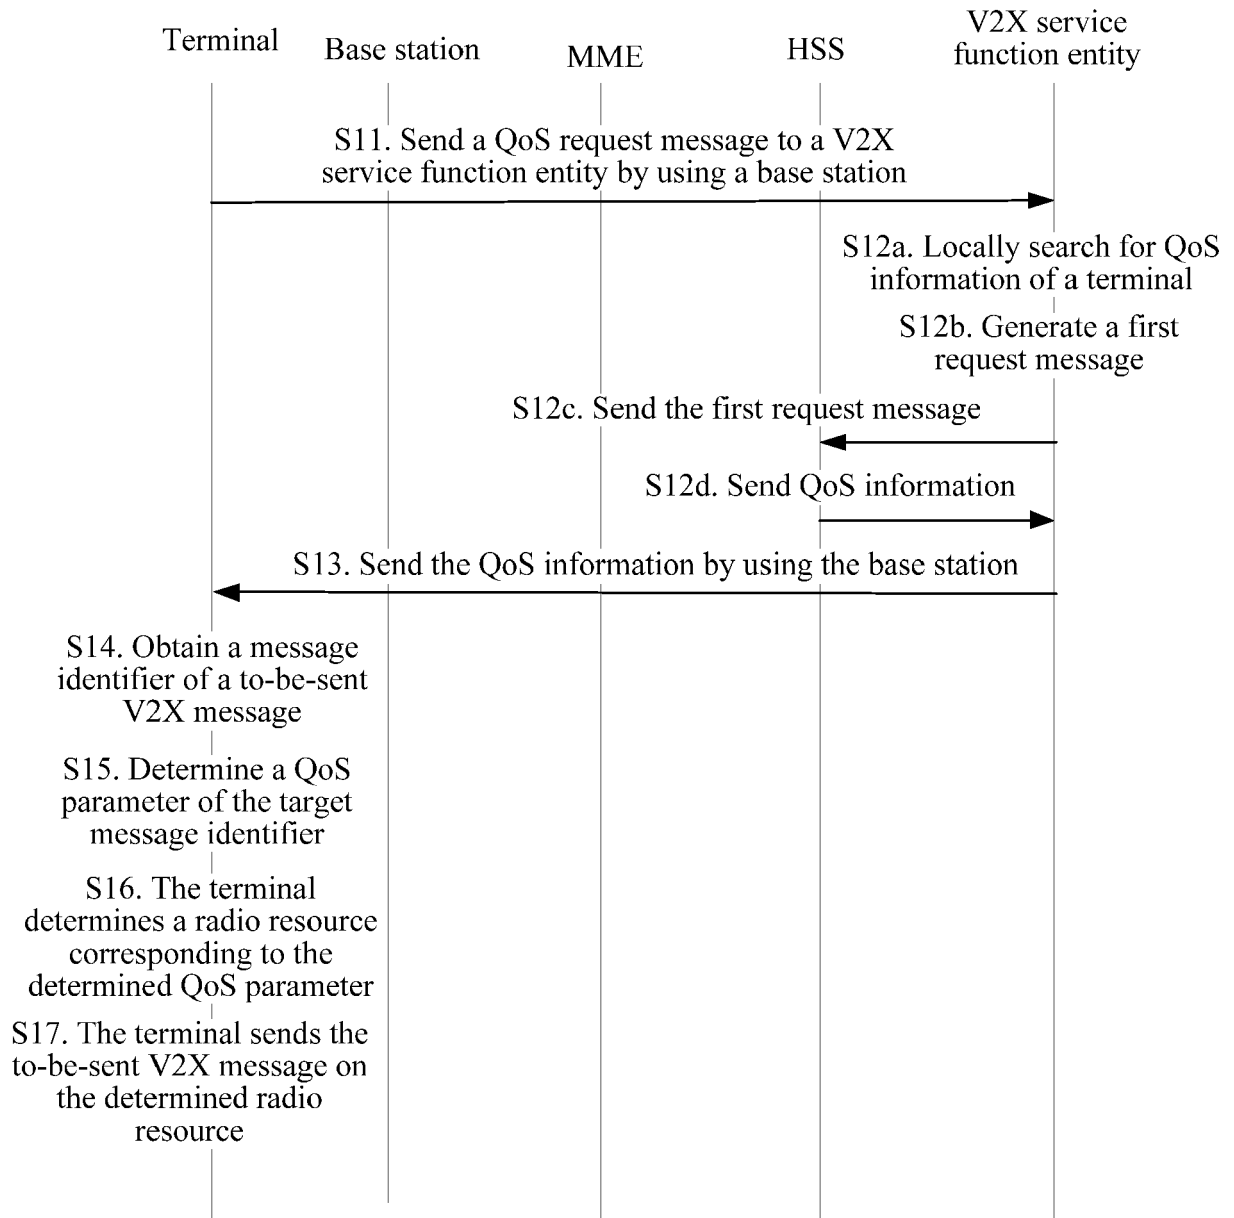 Terminal
Base station
MME
HSS
V2X service
function entity
S11. Send a QoS request message to a V2X
service function entity by using a base station
S12a. Locally search for QoS
information of a terminal
S12b. Generate a first
request message
S12c. Send the first request message
S12d. Send QoS information
S13. Send the QoS information by using the base station
S14. Obtain a message
identifier of a to-be-sent
V2X message
S15. Determine a QoS
parameter of the target
message identifier
S16. The terminal
determines a radio resource
corresponding to the
determined QoS parameter
S17. The terminal sends the
to-be-sent V2X message on
the determined radio
resource